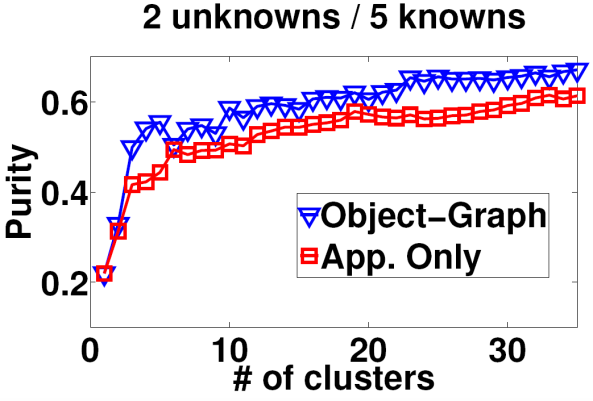 2 unknowns / 5 knowns
Purity
0.6
0.4
0.2
Object−Graph
App. Only
0 10 20 30
# of clusters